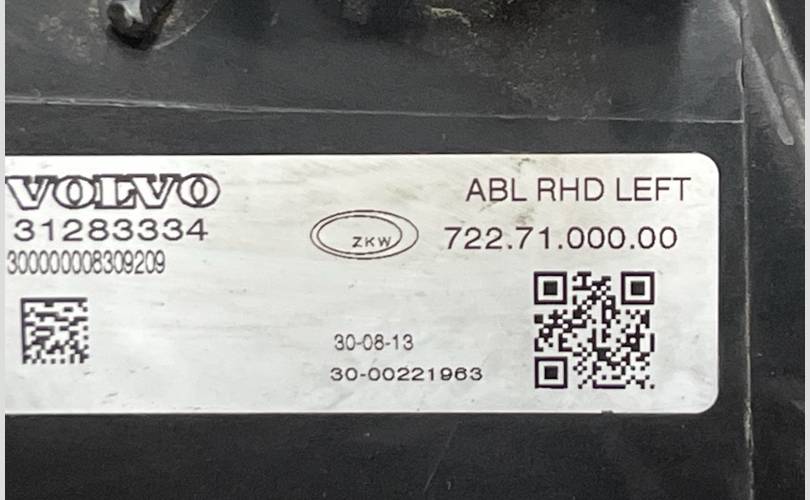 VOLVO
31283334
300000008309209
ZKW
ABL RHD LEFT
722.71.000.00
30-08-13
30-00221963